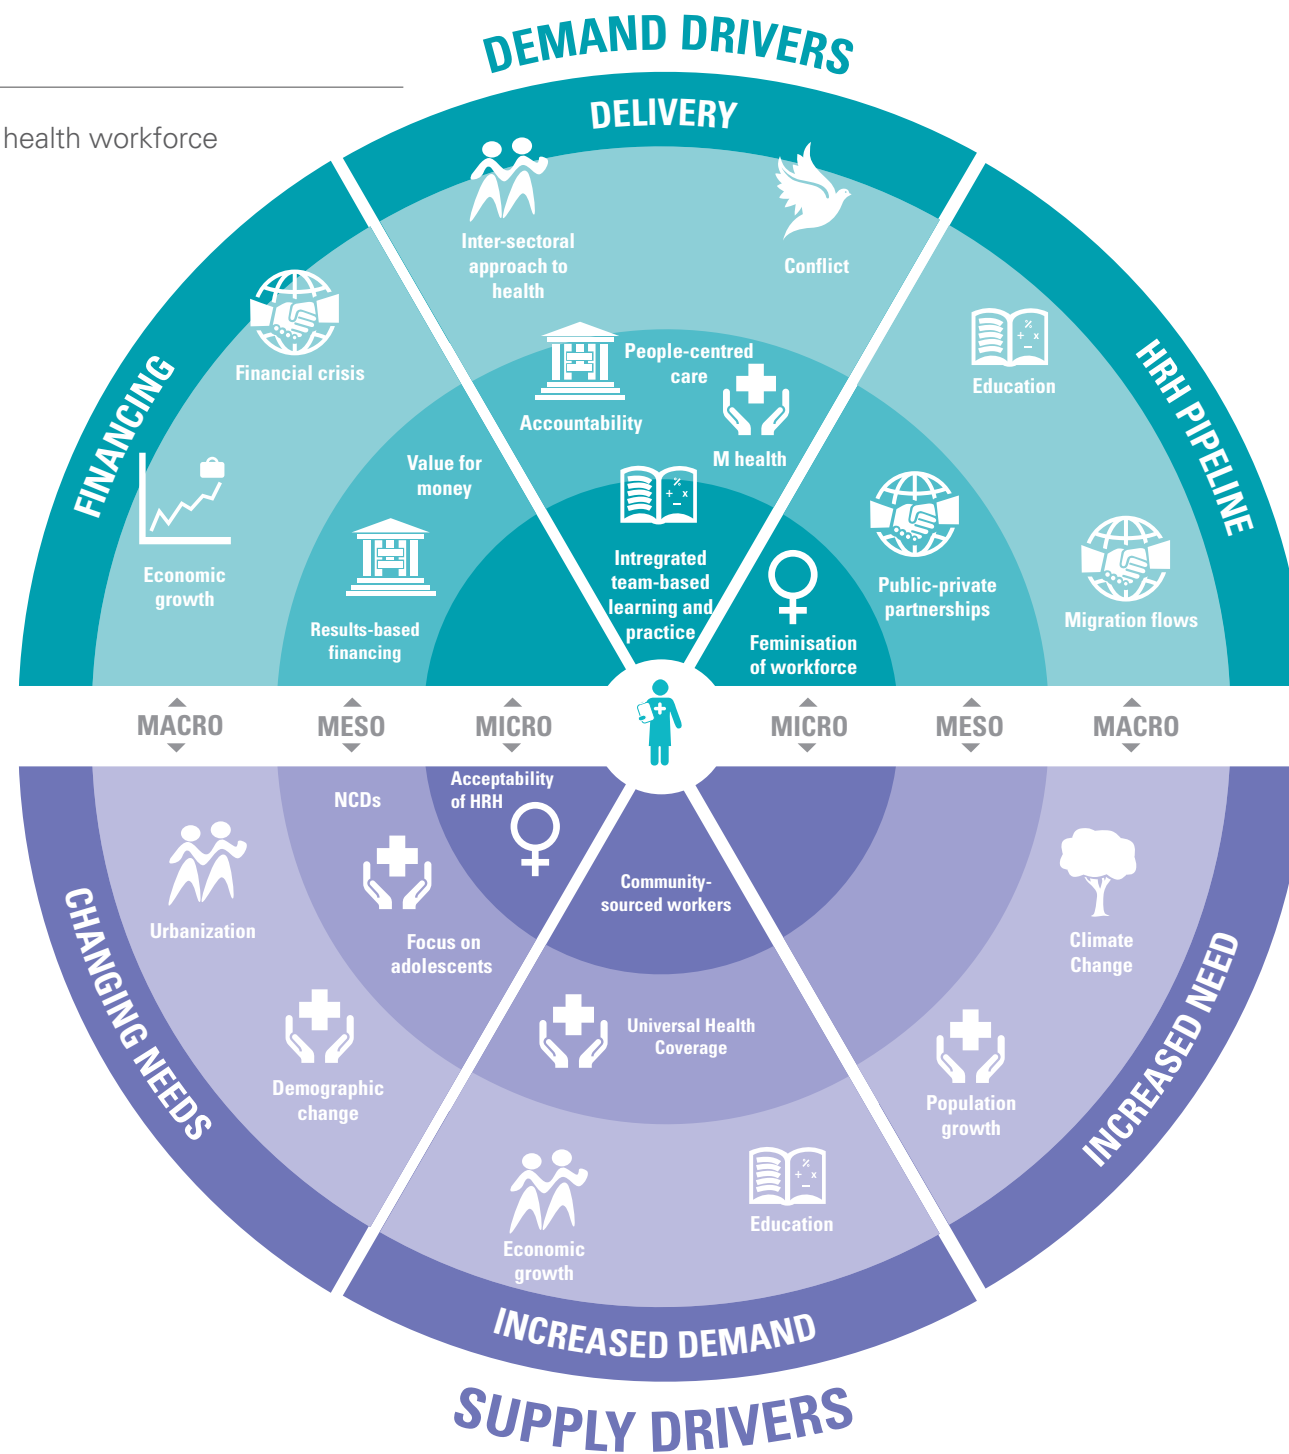 DEMAND DRIVERS
health workforce
DELIVERY
Inter-sectoral
approach to
health
Conflict
FINANCING
Financial crisis
Economic
growth
Value for
money
Results-based
financing
Accountability
People-centred
care
M health
Intregrated
team-based
learning and
practice
HRH PIPELINE
Education
Public-private
partnerships
Migration flows
Feminisation
of workforce
MACRO
MESO
MICRO
MICRO
MESO
MACRO
CHANGING NEEDS
NCDs
Acceptability
of HRH
Urbanization
Focus on
adolescents
Demographic
change
Community-
sourced workers
Universal Health
Coverage
Economic
growth
Education
INCREASED DEMAND
Climate
Change
Population
growth
INCREASED NEED
SUPPLY DRIVERS